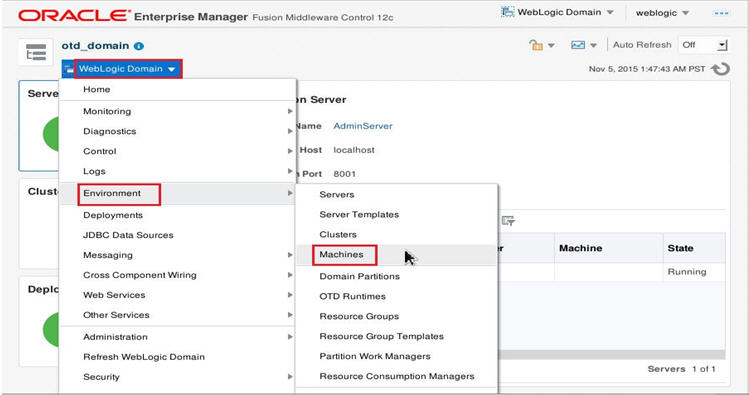 ORACLE® Enterprise Manager Fusion Middleware Control 12c
WebLogic Domain
weblogic
otd_domain
Auto Refresh Off
WebLogic Domain
Nov 5, 2015 1:47:43 AM PST
Home
Monitoring
Diagnostics
Control
Logs
Environment
Deployments
JDBC Data Sources
Messaging
Cross Component Wiring
Web Services
Other Services
Administration
Refresh WebLogic Domain
Security
Servers
Server Templates
Clusters
Machines
Domain Partitions
OTD Runtimes
Resource Groups
Resource Group Templates
Partition Work Managers
Resource Consumption Managers
Serve
Clust
Deplo
on Server
Name AdminServer
Host localhost
n Port 8001
er Machine State
Running
Servers 1 of 1